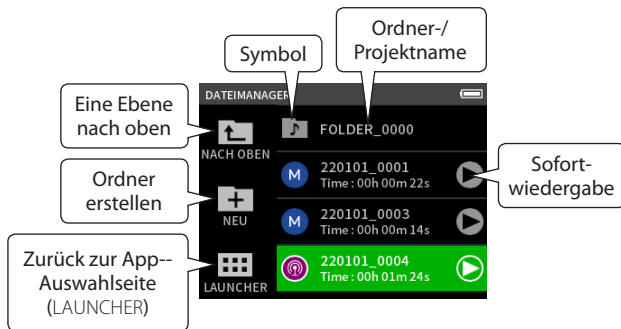 Ordner-/
Projektname
Symbol
Eine Ebene
nach oben
DATEIMANAGER
FOLDER_0000
NACH OBEN
Ordner
erstellen
220101_0001
Time : 00h 00m 22s
Sofort-
wiedergabe
M
NEU
220101_0003
Time : 00h 00m 14s
M
Zurück zur App--
Auswahlseite
(LAUNCHER)
LAUNCHER
220101_0004
Time : 00h 01m 24s